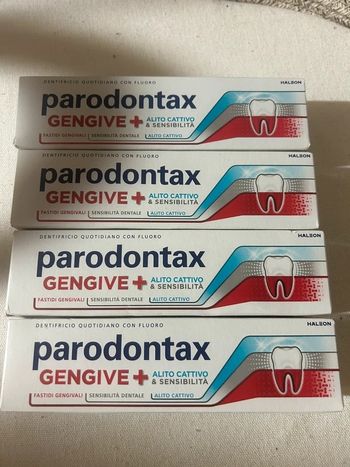 DENTIFRICIO QUOTIDIANO CON FLUORO
HALEON
parodontax
GENGIVE + ALITO CATTIVO
& SENSIBILITÀ
FASTIDI GENGIVALI SENSIBILITÀ DENTALE ALITO CATTIVO
DENTIFRICIO QUOTIDIANO CON FLUORO
HALEON
parodontax
GENGIVE + ALITO CATTIVO
& SENSIBILITÀ
FASTIDI GENGIVALI SENSIBILITÀ DENTALE ALITO CATTIVO
DENTIFRICIO QUOTIDIANO CON FLUORO
HALEON
parodontax
GENGIVE + ALITO CATTIVO
& SENSIBILITÀ
FASTIDI GENGIVALI SENSIBILITÀ DENTALE ALITO CATTIVO
DENTIFRICIO QUOTIDIANO CON FLUORO
HALEON
parodontax
GENGIVE + ALITO CATTIVO
& SENSIBILITÀ
FASTIDI GENGIVALI SENSIBILITÀ DENTALE ALITO CATTIVO